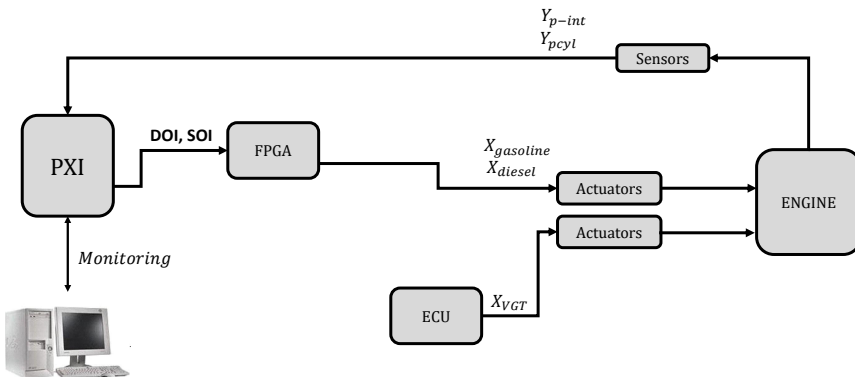 Y_{p-int}
Y_{pcyl}
Sensors
PXI
DOI, SOI
FPGA
X_{gasoline}
X_{diesel}
Actuators
ENGINE
Actuators
Monitoring
ECU
X_{VGT}